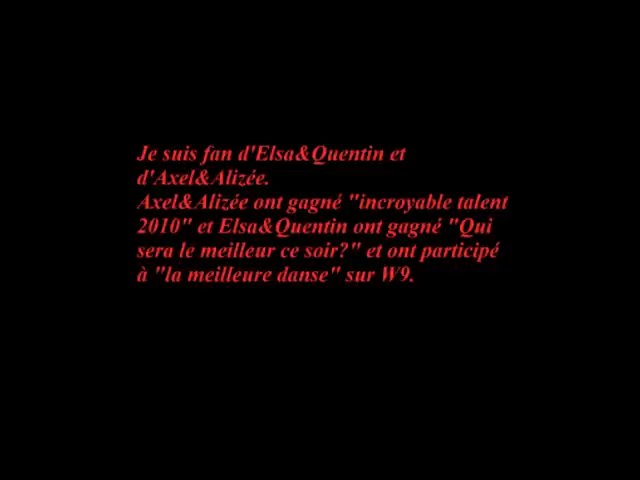 Je suis fan d'Elsa&Quentin et
d'Axel&Alizée.
Axel&Alizée ont gagné "incroyable talent
2010" et Elsa&Quentin ont gagné "Qui
sera le meilleur ce soir?" et ont participé
à "la meilleure danse" sur W9.